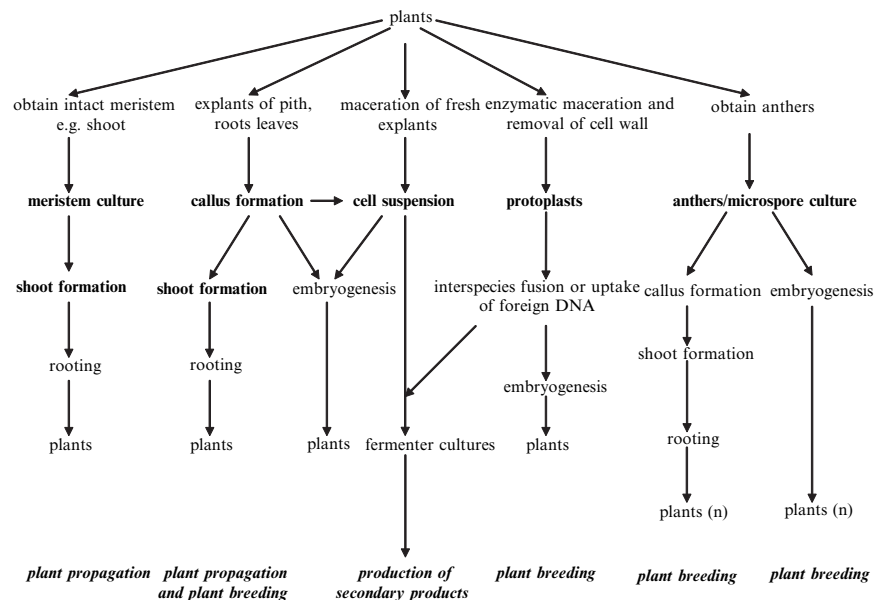 plants
obtain intact meristem
e.g. shoot
explants of pith,
roots leaves
maceration of fresh
explants
enzymatic maceration and
removal of cell wall
obtain anthers
meristem culture
callus formation
cell suspension
protoplasts
anthers/microspore culture
shoot formation
shoot formation
embryogenesis
interspecies fusion or uptake
of foreign DNA
callus formation
embryogenesis
rooting
rooting
shoot formation
embryogenesis
plants
plants
plants
fermenter cultures
plants
rooting
plants (n)
plants (n)
plant propagation
plant propagation
and plant breeding
production of
secondary products
plant breeding
plant breeding
plant breeding